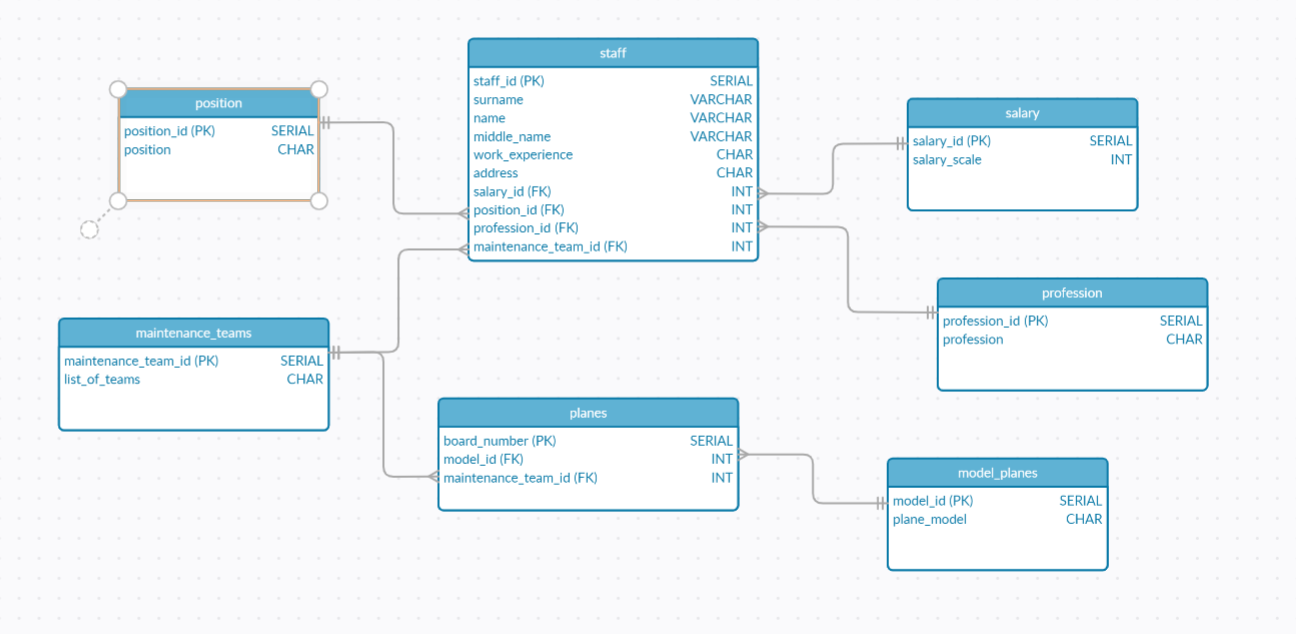 staff
staff_id (PK) SERIAL
surname VARCHAR
name VARCHAR
middle_name VARCHAR
work_experience CHAR
address CHAR
salary_id (FK) INT
position_id (FK) INT
profession_id (FK) INT
maintenance_team_id (FK) INT
position
position_id (PK) SERIAL
position CHAR
salary
salary_id (PK) SERIAL
salary_scale INT
profession
profession_id (PK) SERIAL
profession CHAR
maintenance_teams
maintenance_team_id (PK) SERIAL
list_of_teams CHAR
planes
board_number (PK) SERIAL
model_id (FK) INT
maintenance_team_id (FK) INT
model_planes
model_id (PK) SERIAL
plane_model CHAR